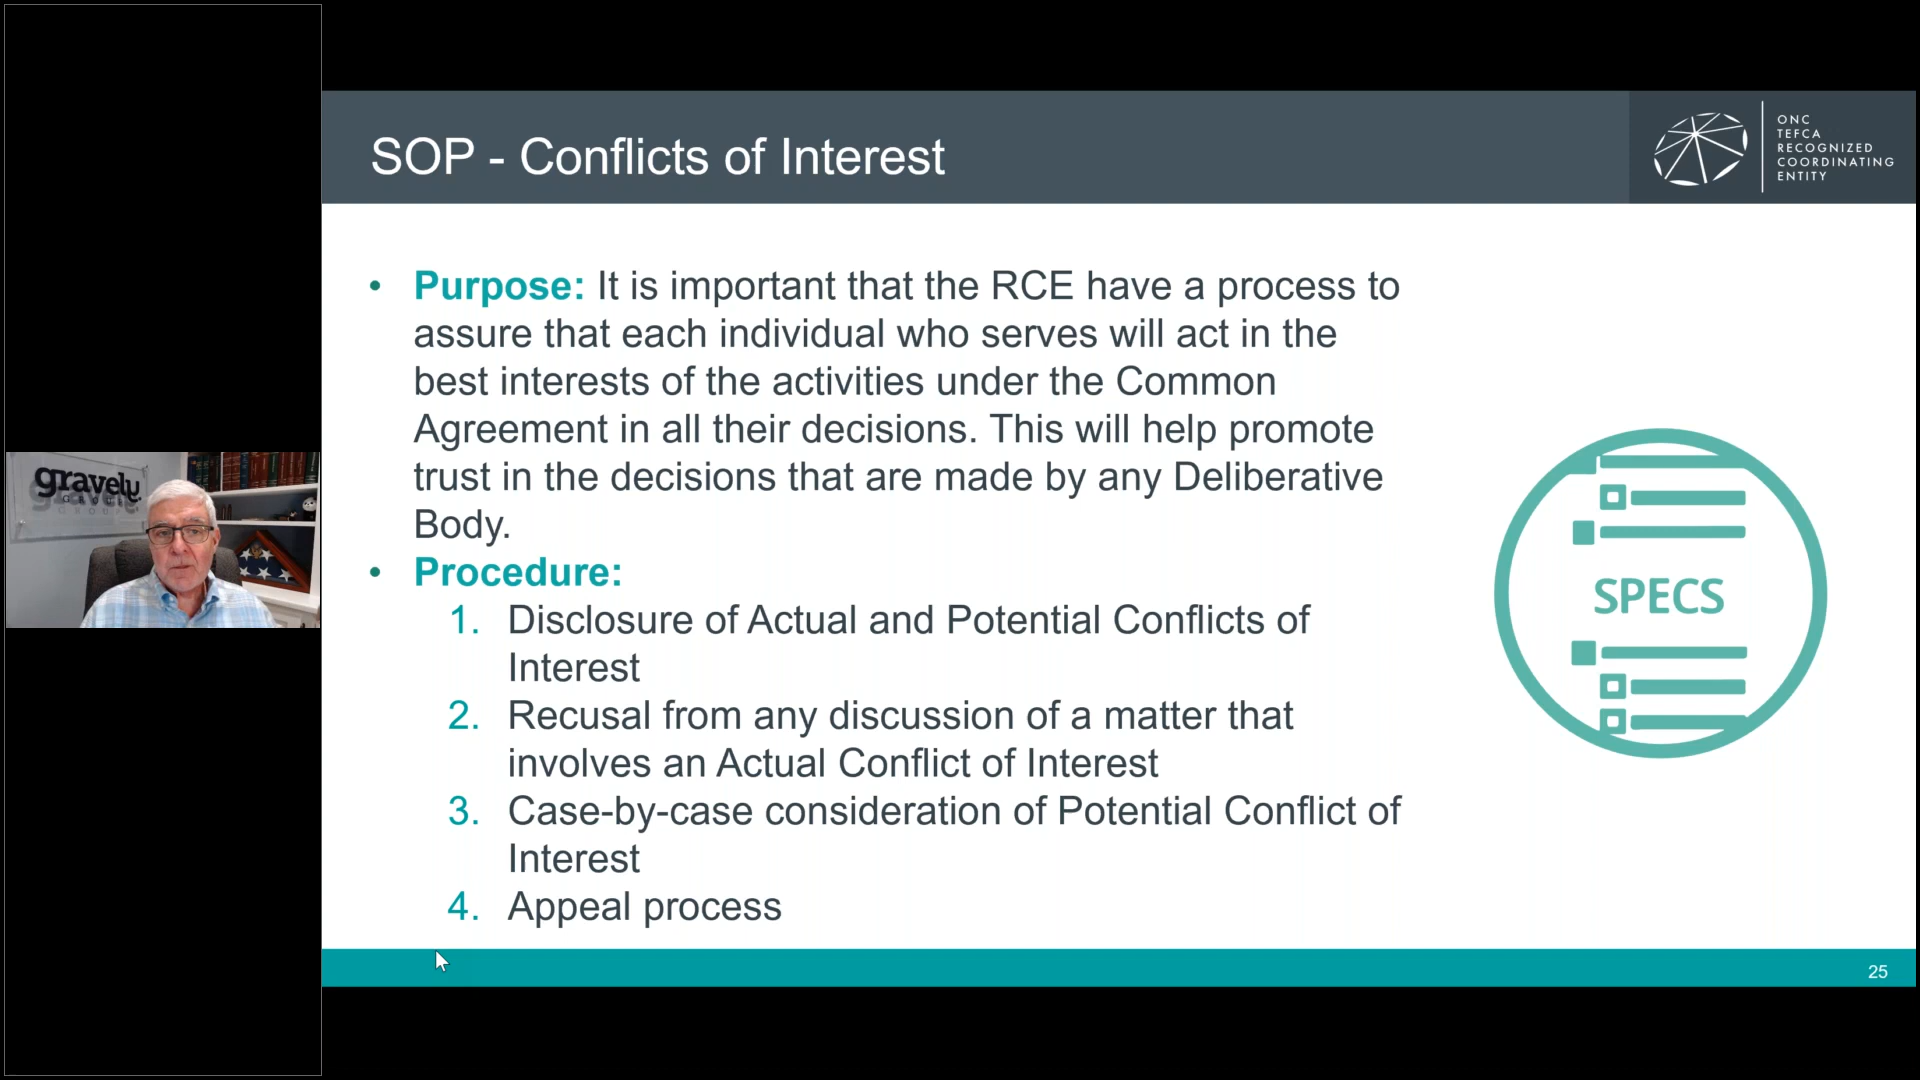 SOP - Conflicts of Interest
ONC
TEFCA
RECOGNIZED
COORDINATING
ENTITY
• Purpose: It is important that the RCE have a process to
assure that each individual who serves will act in the
best interests of the activities under the Common
Agreement in all their decisions. This will help promote
trust in the decisions that are made by any Deliberative
Body.
• Procedure:
1. Disclosure of Actual and Potential Conflicts of
Interest
2. Recusal from any discussion of a matter that
involves an Actual Conflict of Interest
3. Case-by-case consideration of Potential Conflict of
Interest
4. Appeal process
SPECS
gravely
GROUP
25